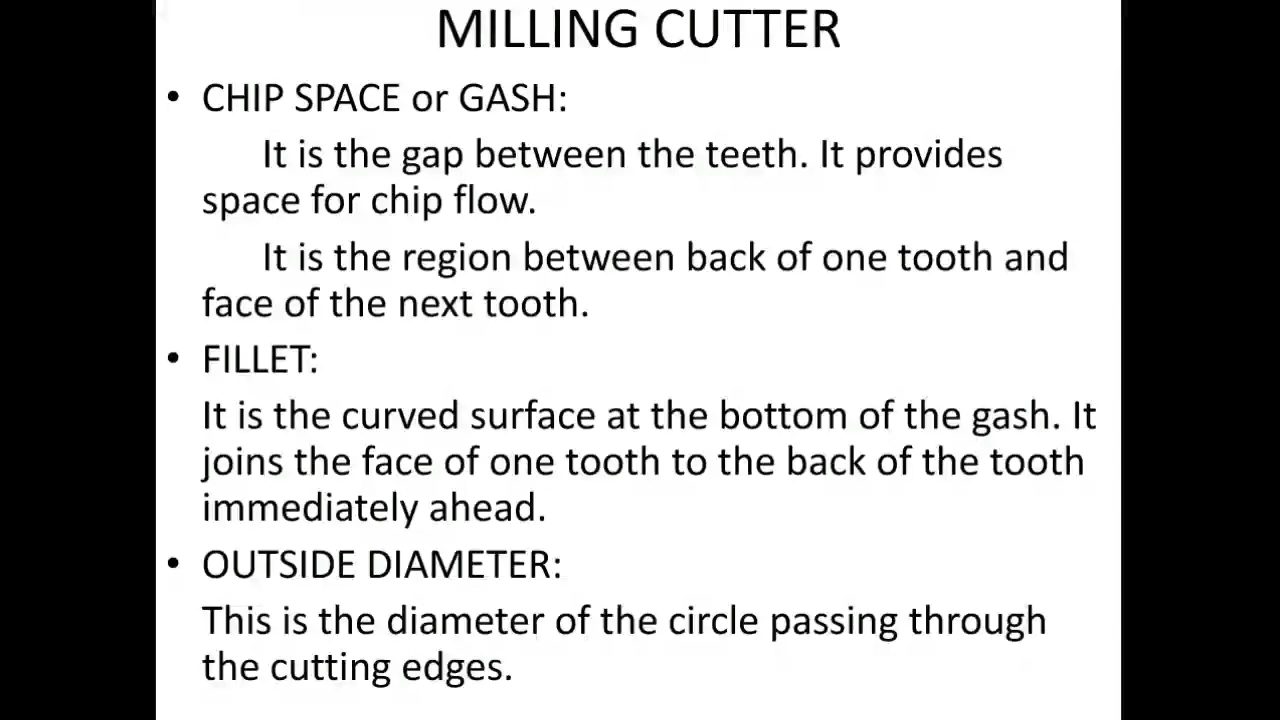 MILLING CUTTER
• CHIP SPACE or GASH:
It is the gap between the teeth. It provides
space for chip flow.
It is the region between back of one tooth and
face of the next tooth.
• FILLET:
It is the curved surface at the bottom of the gash. It
joins the face of one tooth to the back of the tooth
immediately ahead.
• OUTSIDE DIAMETER:
This is the diameter of the circle passing through
the cutting edges.